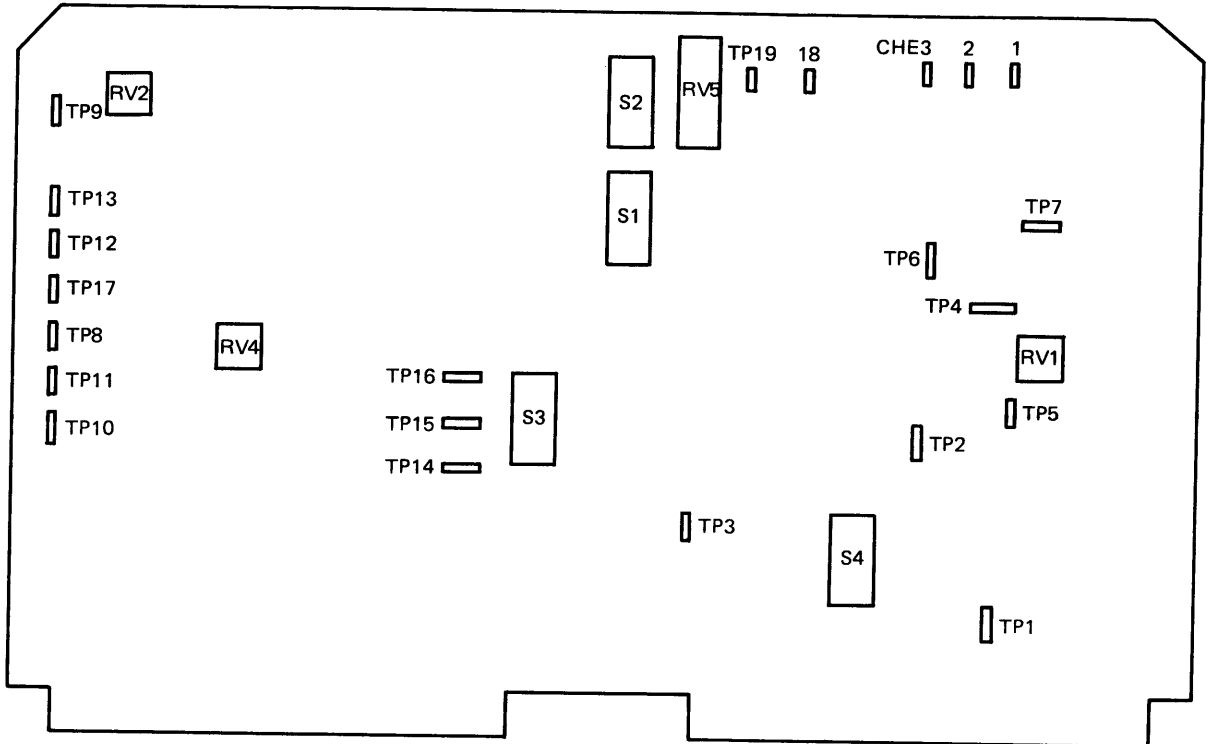 TP19 18 CHE3 2 1
RV2
TP9
S2
RV5
TP13
S1
TP7
TP12
TP6
TP17
TP4
TP8
RV4
RV1
TP11
TP16
TP10
TP15
S3
TP5
TP2
TP14
TP3
S4
TP1